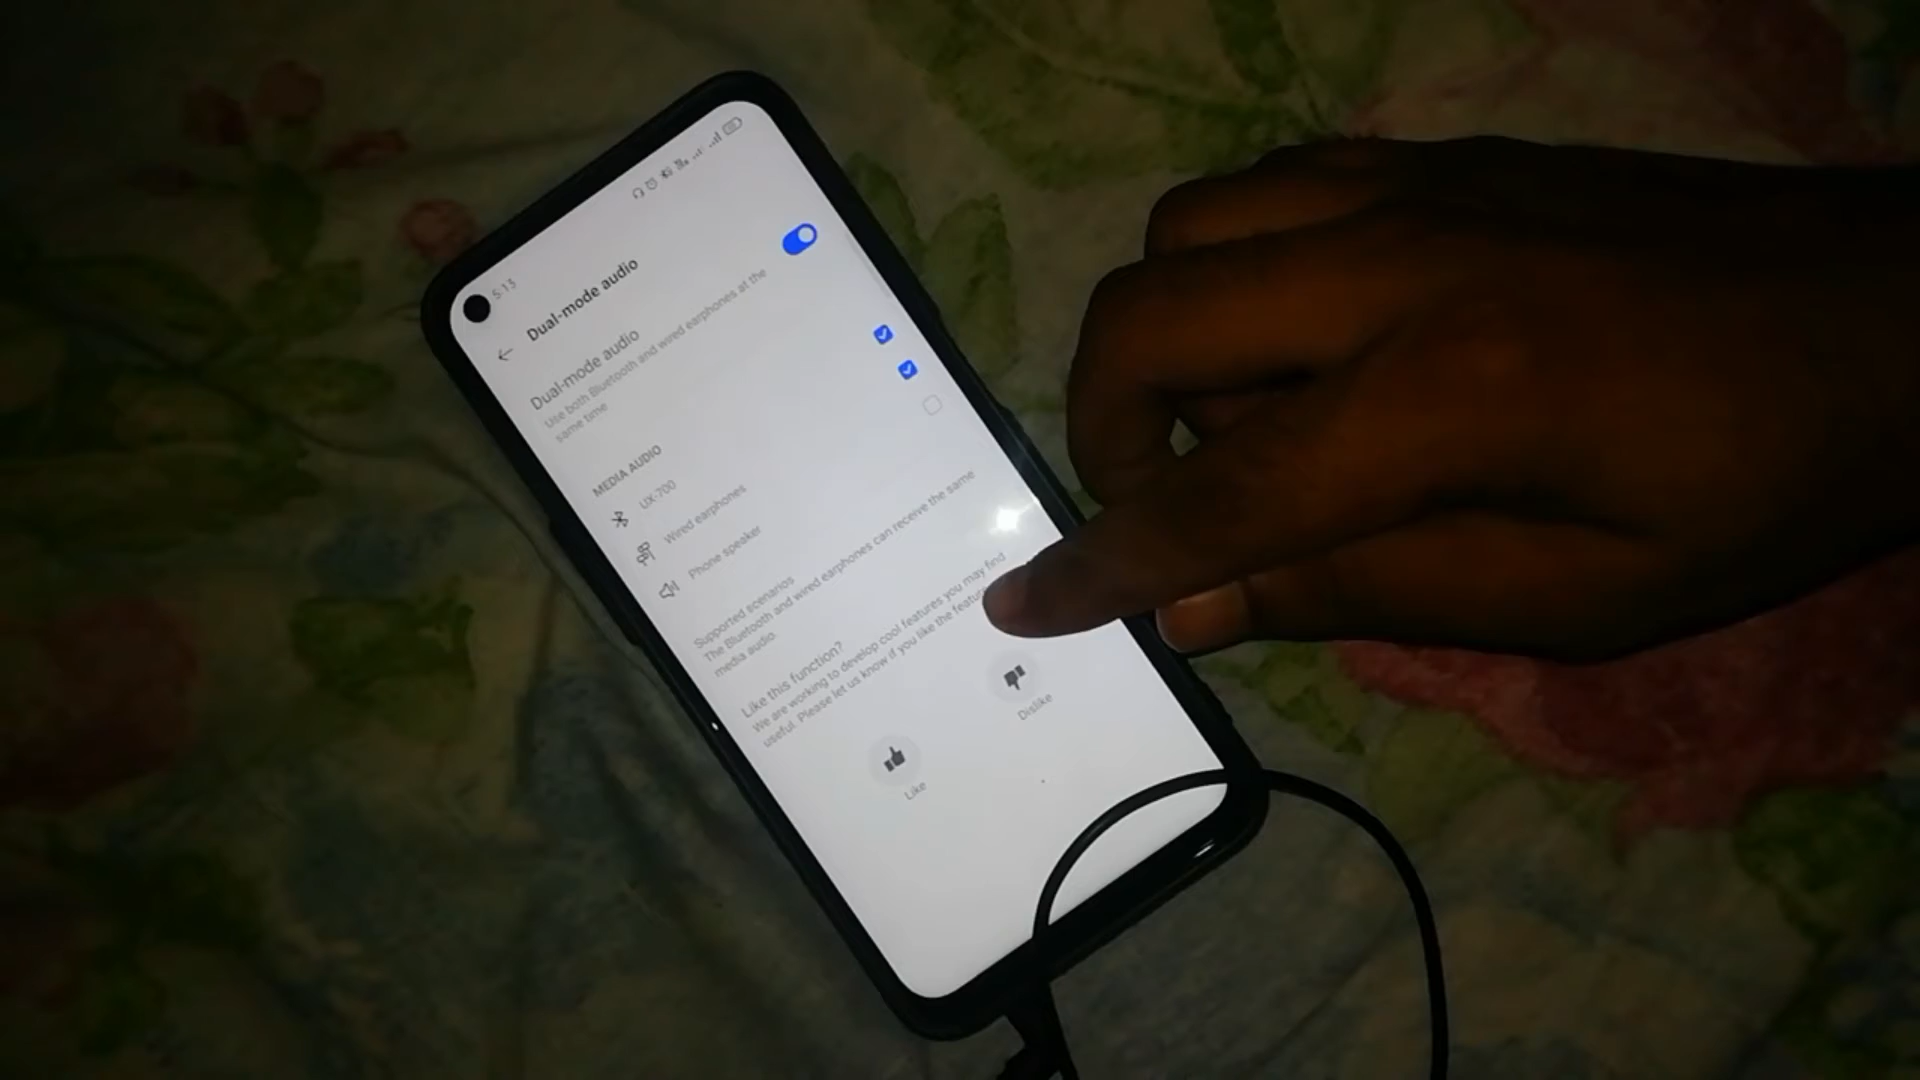 5:13
Dual-mode audio
Dual-mode audio
Use both Bluetooth and wired earphones at the
same time
MEDIA AUDIO
UX-700
Wired earphones
Phone speaker
Supported scenarios
The Bluetooth and wired earphones can receive the same
media audio.
Like this function?
We are working to develop cool features you may find
useful. Please let us know if you like the feature
Like
Dislike